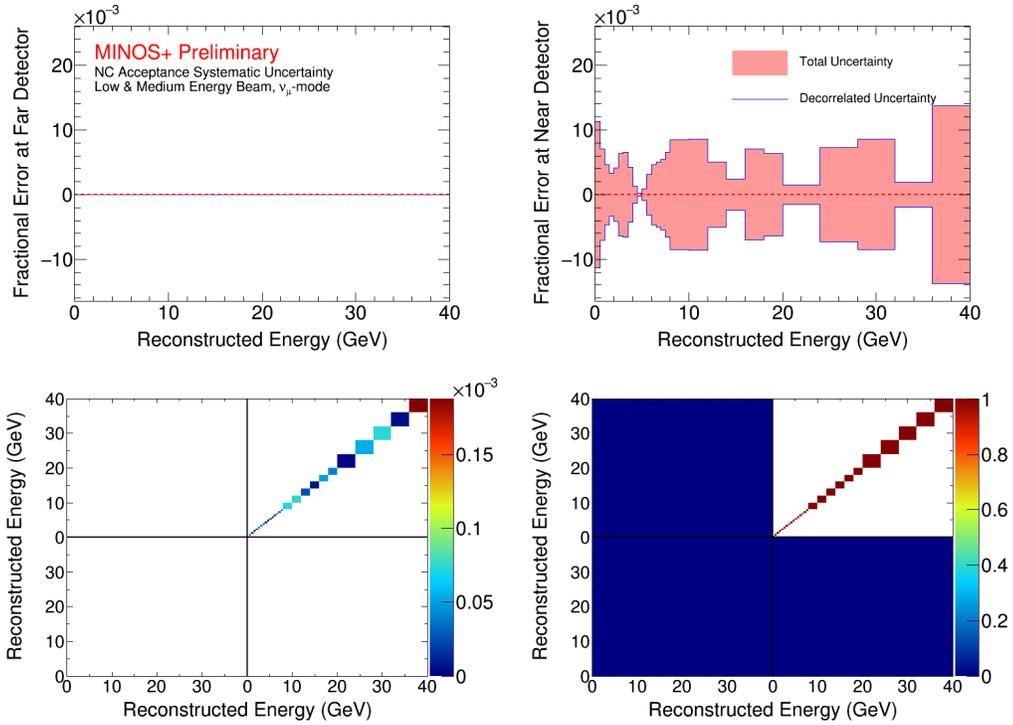 ×10⁻³
Fractional Error at Far Detector
20
10
0
−10
MINOS+ Preliminary
NC Acceptance Systematic Uncertainty
Low & Medium Energy Beam, νμ-mode
0 10 20 30 40
Reconstructed Energy (GeV)
×10⁻³
Fractional Error at Near Detector
20
10
0
−10
Total Uncertainty
Decorrelated Uncertainty
0 10 20 30 40
Reconstructed Energy (GeV)
×10⁻³
Reconstructed Energy (GeV)
Reconstructed Energy (GeV)
40
30
20
10
0
30
20
10
0
0 10 20 30 0 10 20 30 40
Reconstructed Energy (GeV)
Reconstructed Energy (GeV)
0.15
0.1
0.05
0
Reconstructed Energy (GeV)
Reconstructed Energy (GeV)
40
30
20
10
0
30
20
10
0
0 10 20 30 0 10 20 30 40
Reconstructed Energy (GeV)
Reconstructed Energy (GeV)
1
0.8
0.6
0.4
0.2
0